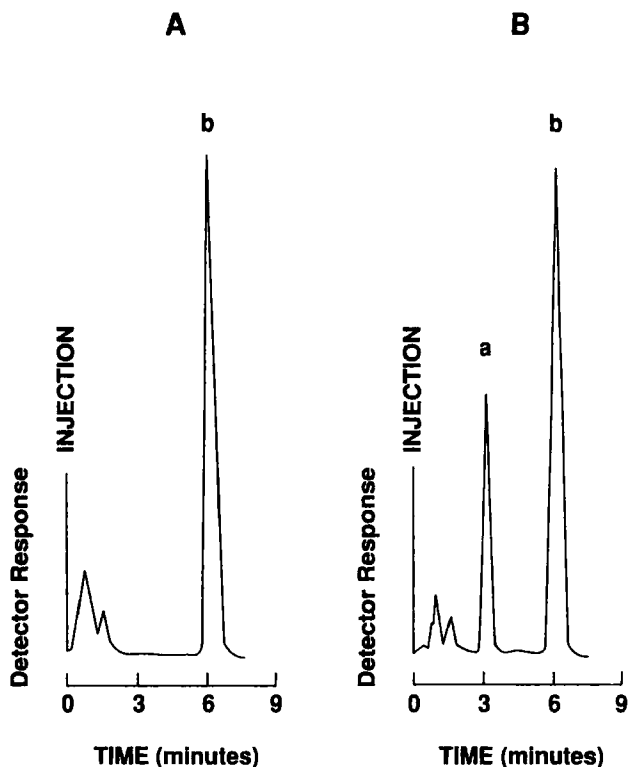 A
b
INJECTION
Detector Response
0 3 6 9
TIME (minutes)
B
b
a
INJECTION
Detector Response
0 3 6 9
TIME (minutes)